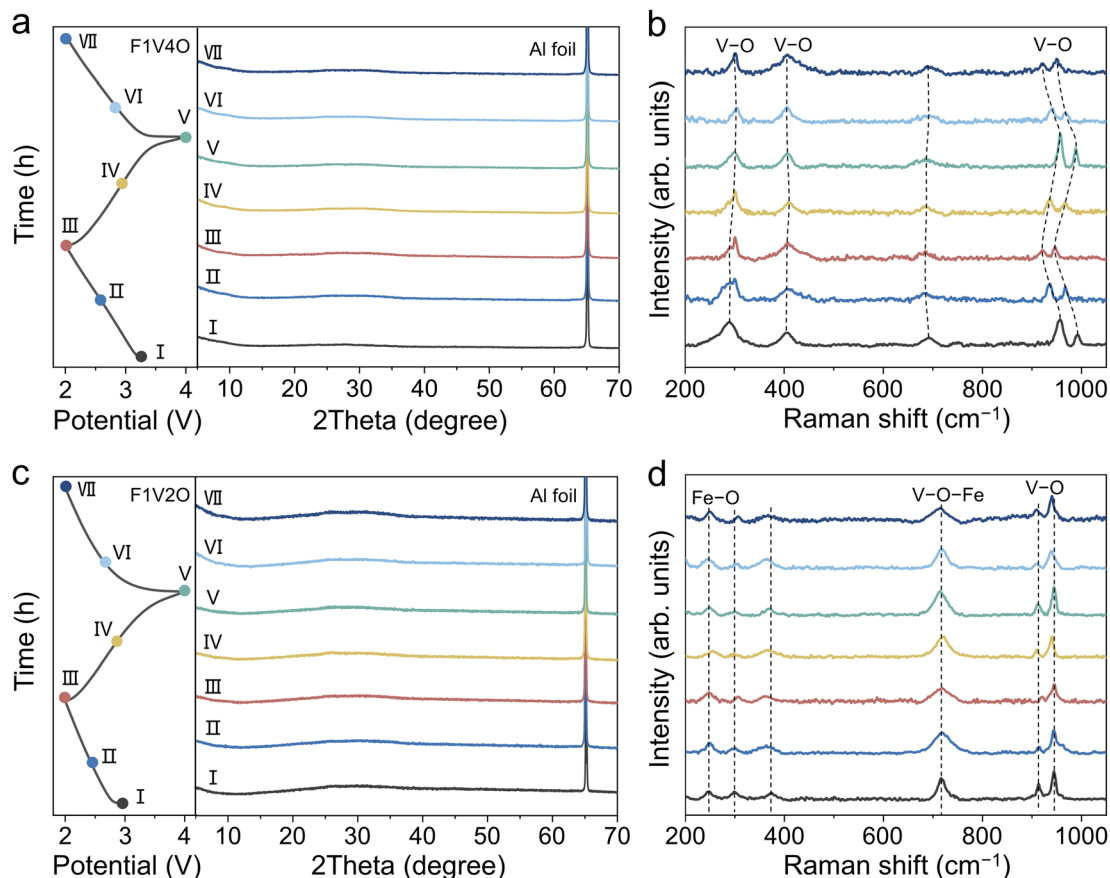 a
F1V4O
Al foil
Time (h)
Ⅶ
Ⅵ
Ⅴ
Ⅳ
Ⅲ
Ⅱ
Ⅰ
Ⅶ
Ⅵ
Ⅴ
Ⅳ
Ⅲ
Ⅱ
Ⅰ
2 3 4
10 20 30 40 50 60 70
Potential (V)
2Theta (degree)
b
V−O V−O V−O
Intensity (arb. units)
200 400 600 800 1000
Raman shift (cm⁻¹)
c
F1V2O
Al foil
Time (h)
Ⅶ
Ⅵ
Ⅴ
Ⅳ
Ⅲ
Ⅱ
Ⅰ
Ⅶ
Ⅵ
Ⅴ
Ⅳ
Ⅲ
Ⅱ
Ⅰ
2 3 4
10 20 30 40 50 60 70
Potential (V)
2Theta (degree)
d
Fe−O V−O−Fe V−O
Intensity (arb. units)
200 400 600 800 1000
Raman shift (cm⁻¹)